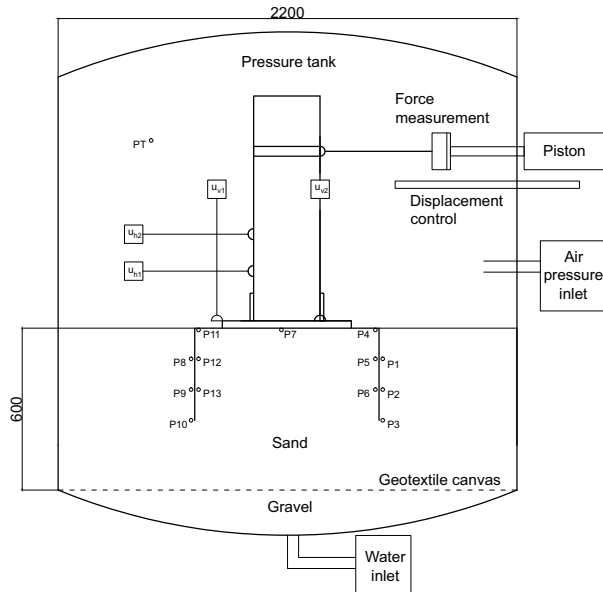 2200
Pressure tank
Force
measurement
PT
Piston
u_v1
u_v2
Displacement
control
u_h2
u_h1
Air
pressure
inlet
P11
P7
P4
P8
P12
P5
P1
P9
P13
P6
P2
P10
P3
600
Sand
Geotextile canvas
Gravel
Water
inlet